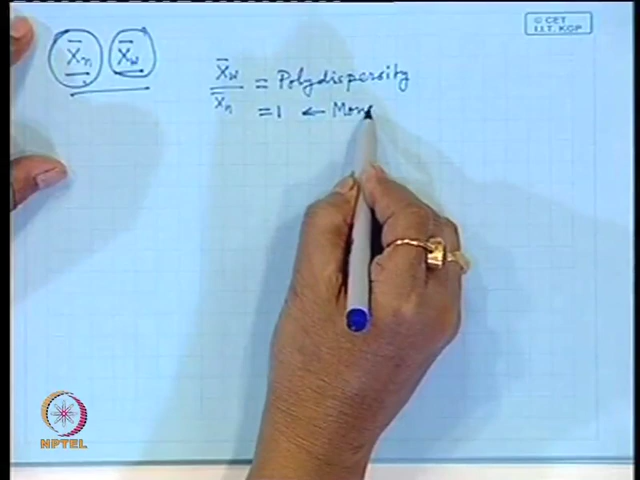 © CET
I.I.T. KGP
X̄n X̄w
X̄w / X̄n = Polydispersity
= 1 ← Mon
NPTEL